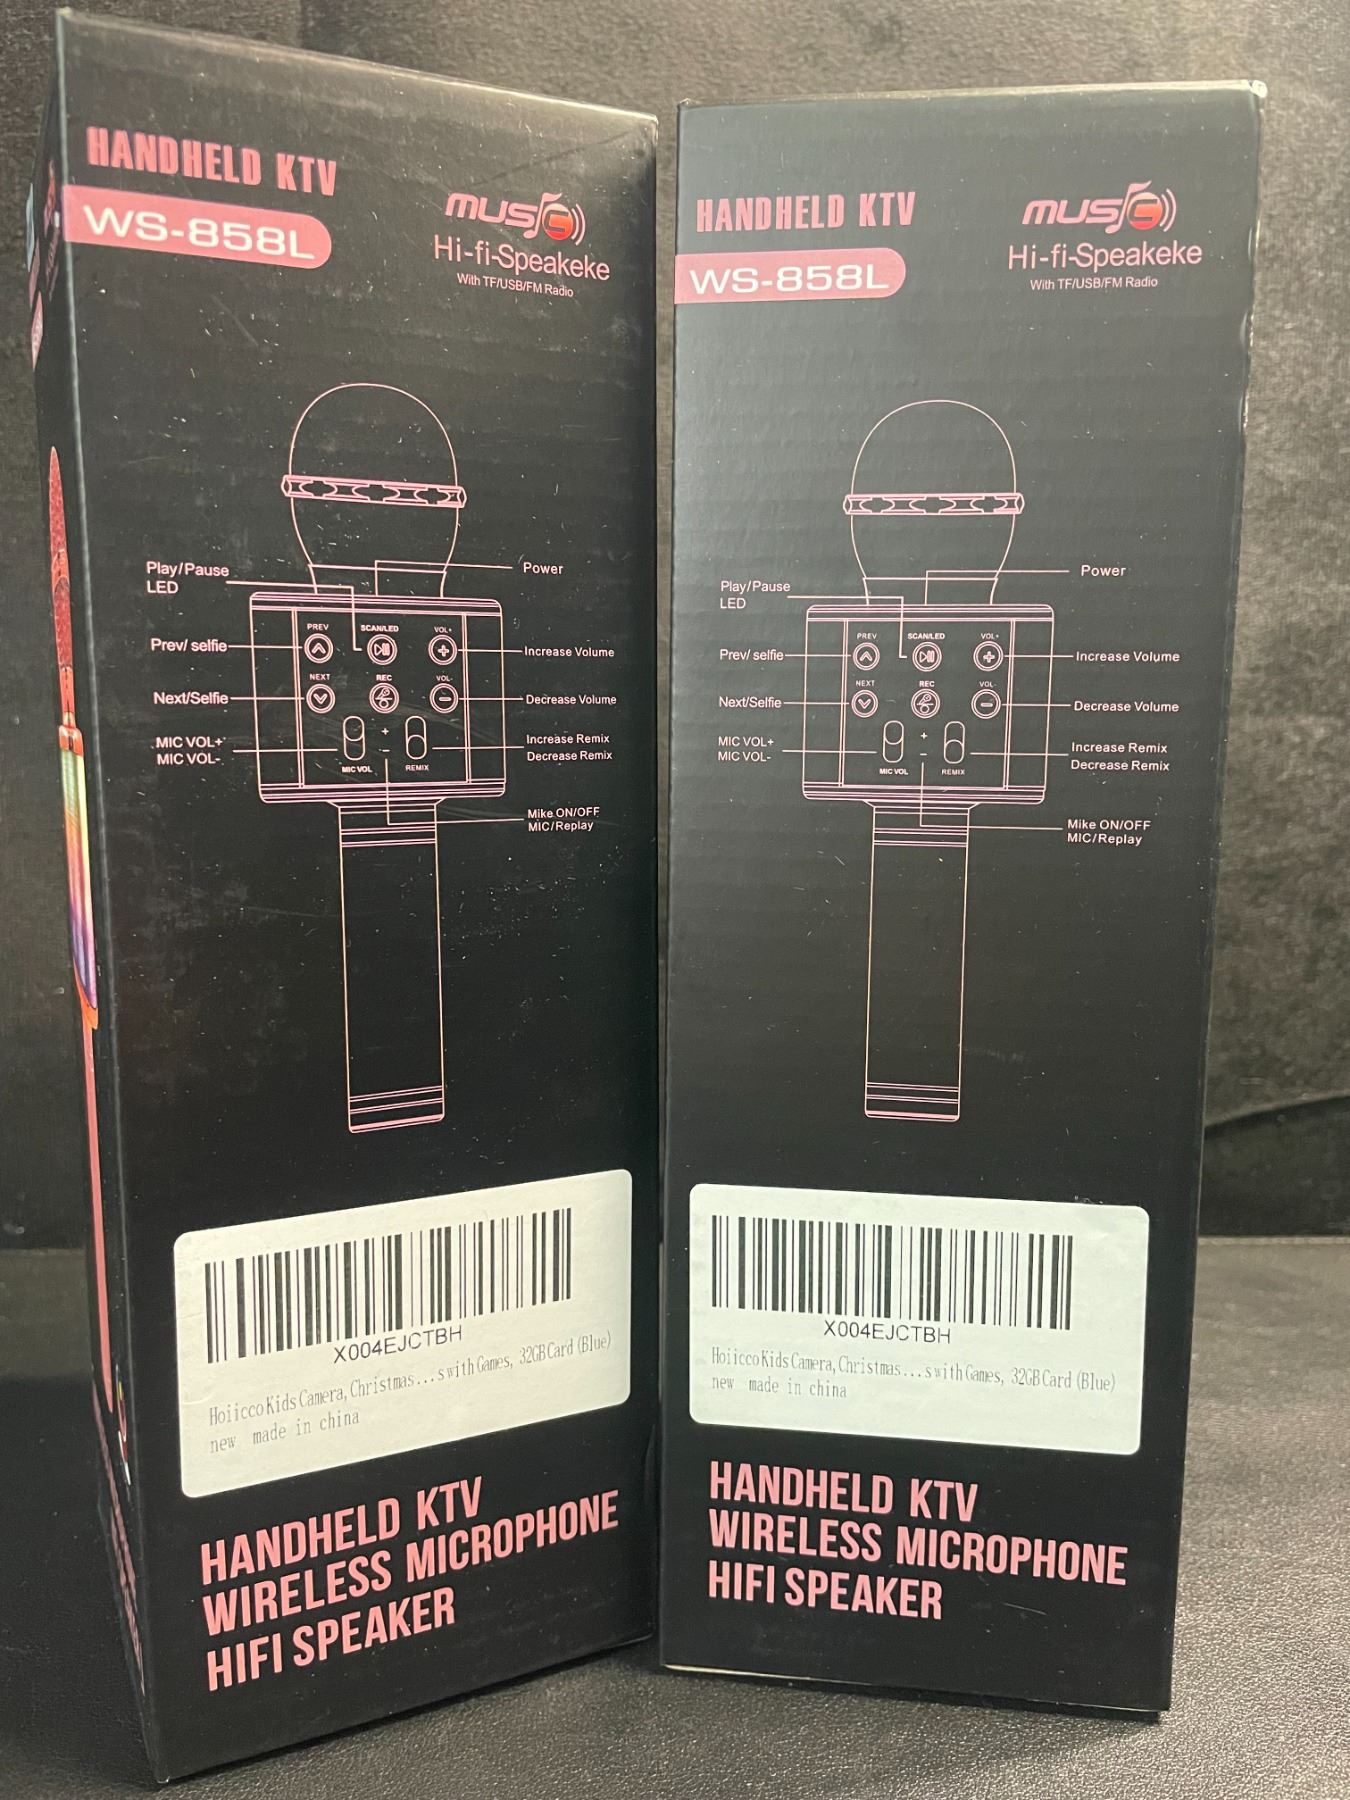 HANDHELD KTV
WS-858L
MUSIC
Hi-fi-Speakeke
With TF/USB/FM Radio
Play/Pause
LED
Power
PREV
SCAN/LED
VOL+
Prev/ selfie
Increase Volume
NEXT
REC
VOL-
Next/Selfie
Decrease Volume
MIC VOL+
MIC VOL-
+
-
Increase Remix
Decrease Remix
MIC VOL
REMIX
Mike ON/OFF
MIC/Replay
X004EJCTBH
Hoiicco Kids Camera, Christmas...s with Games, 32GB Card (Blue)
new made in china
HANDHELD KTV
WIRELESS MICROPHONE
HIFI SPEAKER
HANDHELD KTV
WS-858L
MUSIC
Hi-fi-Speakeke
With TF/USB/FM Radio
Play/Pause
LED
Power
PREV
SCAN/LED
VOL+
Prev/ selfie
Increase Volume
NEXT
REC
VOL-
Next/Selfie
Decrease Volume
MIC VOL+
MIC VOL-
+
-
Increase Remix
Decrease Remix
MIC VOL
REMIX
Mike ON/OFF
MIC/Replay
X004EJCTBH
Hoiicco Kids Camera, Christmas...s with Games, 32GB Card (Blue)
new made in china
HANDHELD KTV
WIRELESS MICROPHONE
HIFI SPEAKER